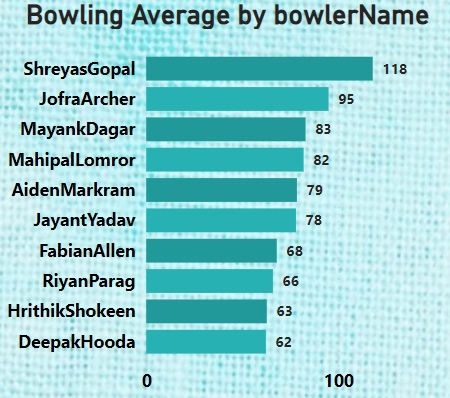 Bowling Average by bowlerName
ShreyasGopal 118
JofraArcher 95
MayankDagar 83
MahipalLomror 82
AidenMarkram 79
JayantYadav 78
FabianAllen 68
RiyanParag 66
HrithikShokeen 63
DeepakHooda 62
0 100